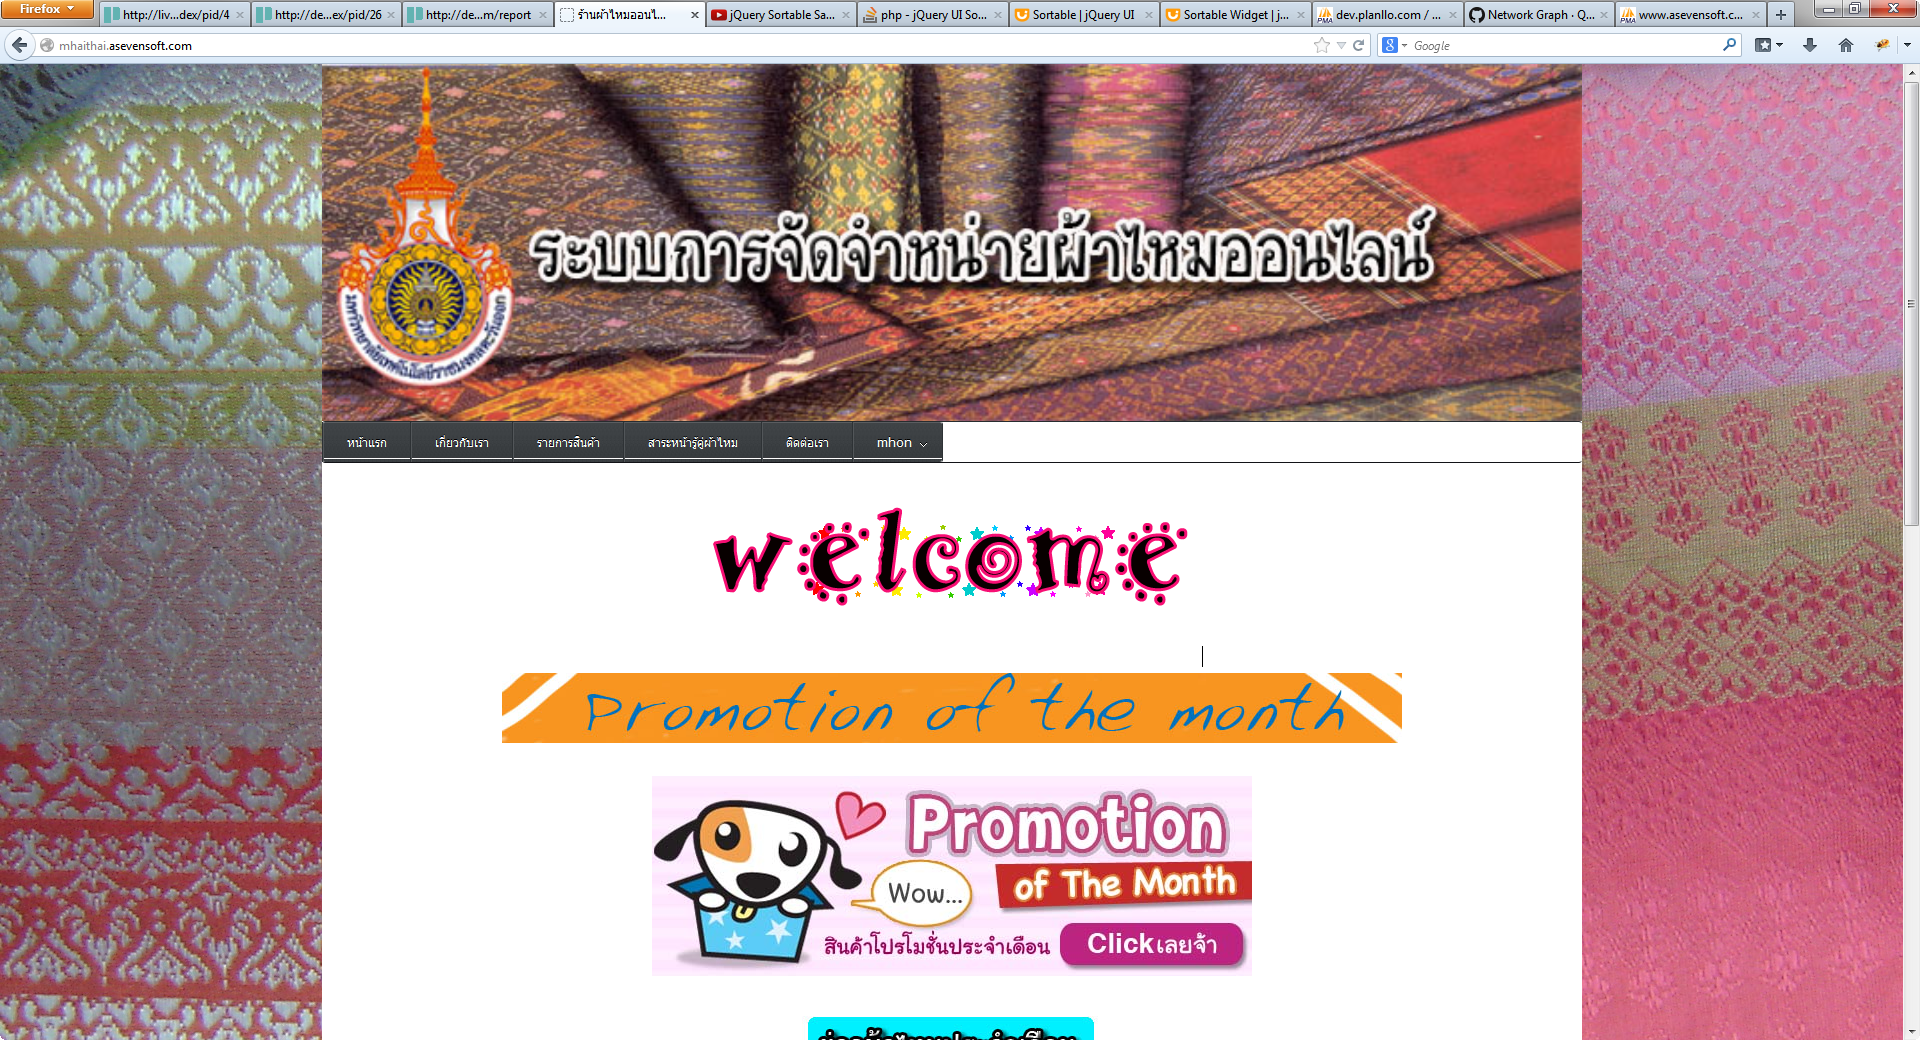 Firefox
http://liv...dex/pid/4
http://de...ex/pid/26
http://de...m/report
ร้านผ้าไหมออนไ...
jQuery Sortable Sa...
php - jQuery UI So...
Sortable | jQuery UI
Sortable Widget | j...
dev.planllo.com / ...
Network Graph · Q...
www.asevensoft.c...
mhaithai.asevensoft.com
Google
ระบบการจัดจำหน่ายผ้าไหมออนไลน์
มหาวิทยาลัยเทคโนโลยีราชมงคลตะวันออก
หน้าแรก
เกี่ยวกับเรา
รายการสินค้า
สาระหน้ารู้คู่ผ้าไหม
ติดต่อเรา
mhon
welcome
Promotion of the month
Promotion
of The Month
Wow...
สินค้าโปรโมชั่นประจำเดือน
Clickเลยจ้า